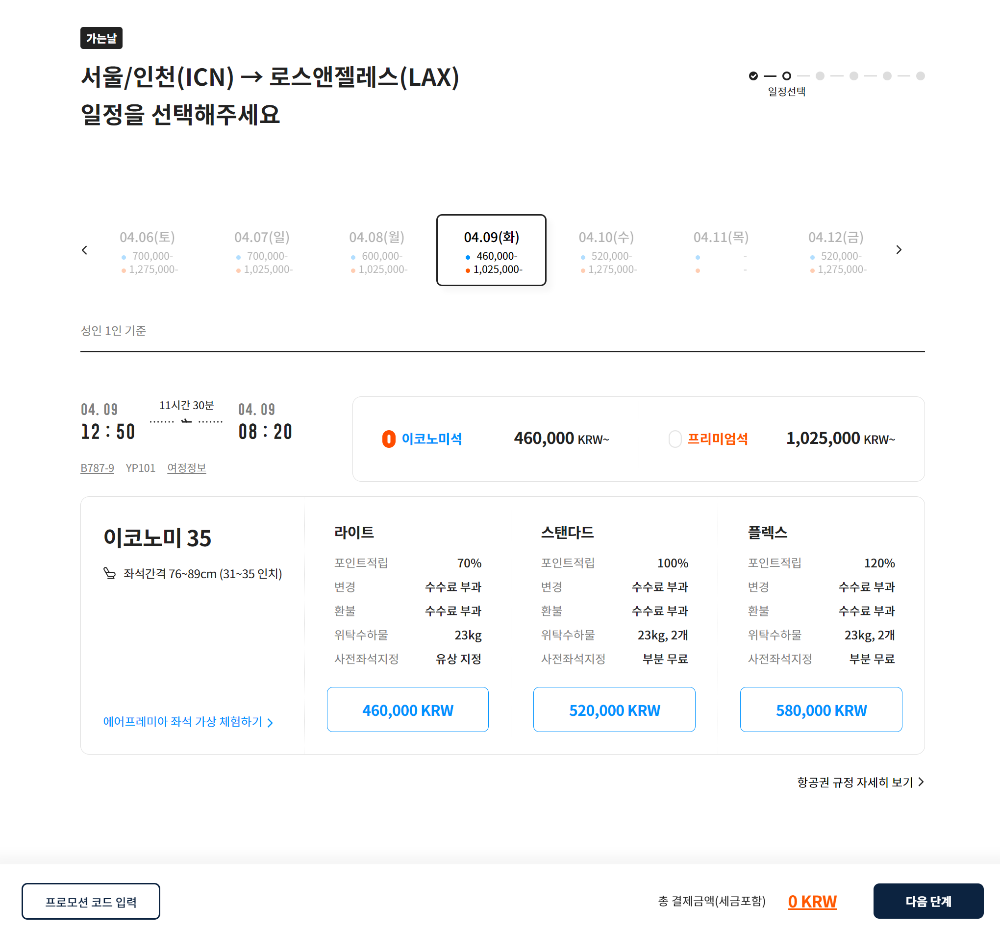 가는날
서울/인천(ICN) → 로스앤젤레스(LAX)
일정을 선택해주세요
일정선택
04.06(토)
700,000-
1,275,000-
04.07(일)
700,000-
1,025,000-
04.08(월)
600,000-
1,025,000-
04.09(화)
460,000-
1,025,000-
04.10(수)
520,000-
1,275,000-
04.11(목)
-
-
04.12(금)
520,000-
1,275,000-
성인 1인 기준
04. 09
12 : 50
11시간 30분
04. 09
08 : 20
B787-9 YP101 여정정보
이코노미석 460,000 KRW~
프리미엄석 1,025,000 KRW~
이코노미 35
좌석간격 76~89cm (31~35 인치)
에어프레미아 좌석 가상 체험하기
라이트
포인트적립 70%
변경 수수료 부과
환불 수수료 부과
위탁수하물 23kg
사전좌석지정 유상 지정
460,000 KRW
스탠다드
포인트적립 100%
변경 수수료 부과
환불 수수료 부과
위탁수하물 23kg, 2개
사전좌석지정 부분 무료
520,000 KRW
플렉스
포인트적립 120%
변경 수수료 부과
환불 수수료 부과
위탁수하물 23kg, 2개
사전좌석지정 부분 무료
580,000 KRW
항공권 규정 자세히 보기
프로모션 코드 입력
총 결제금액(세금포함) 0 KRW
다음 단계